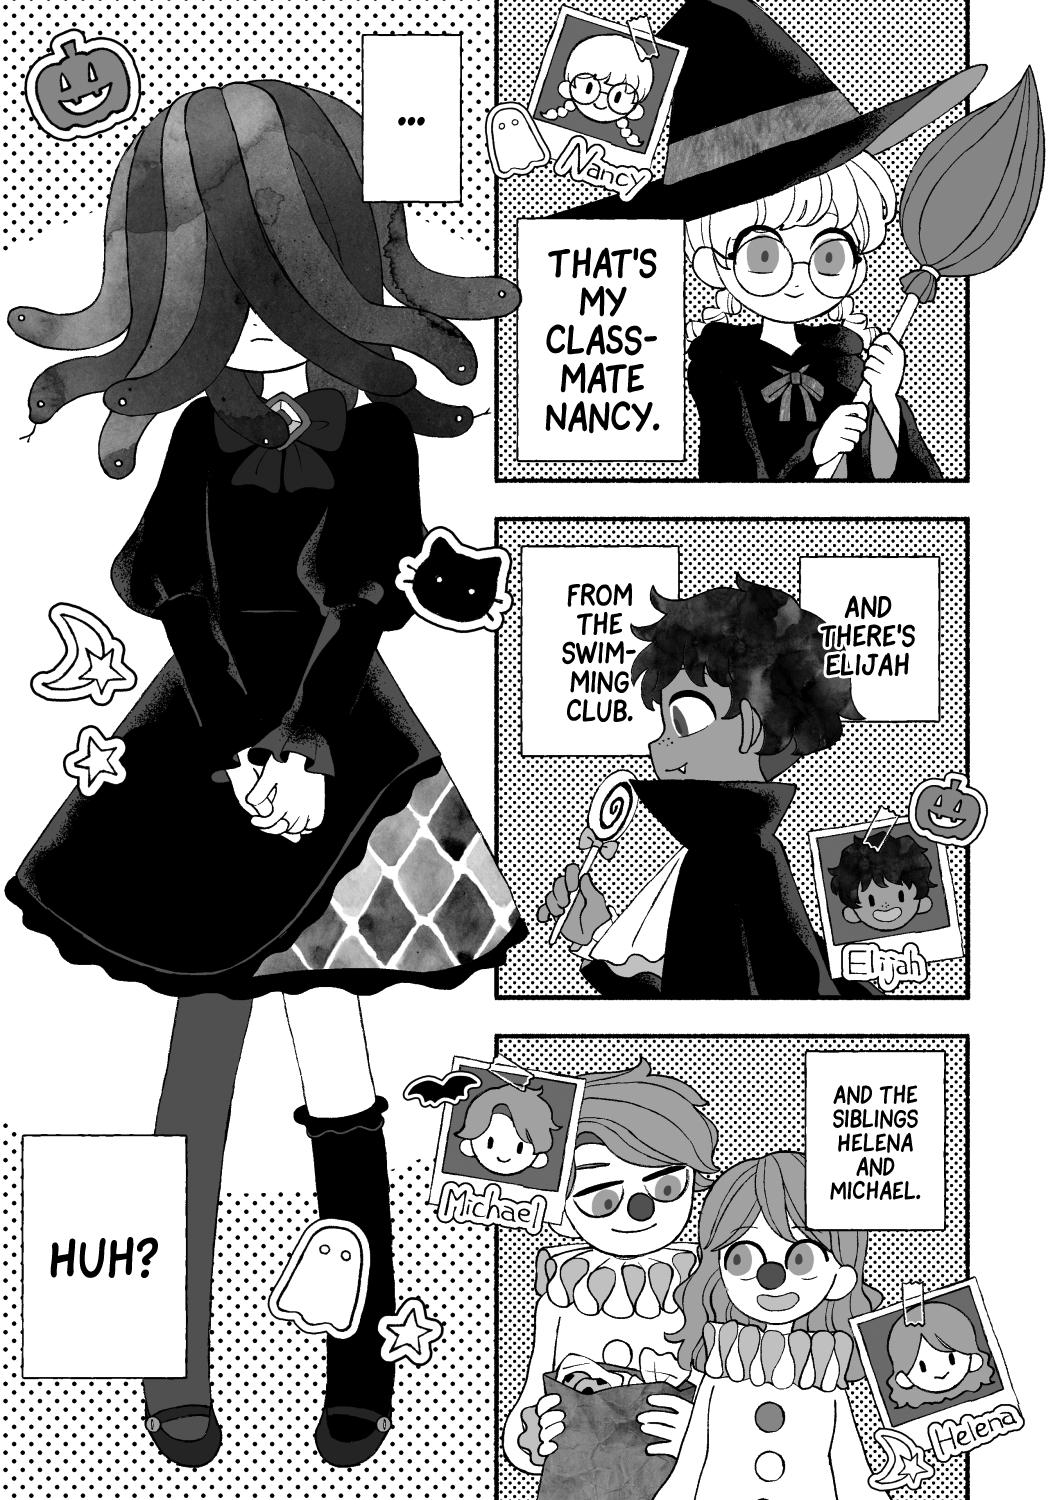 THAT'S
MY
CLASS-
MATE
NANCY.
Nancy
AND
THERE'S
ELIJAH
FROM
THE
SWIM-
MING
CLUB.
Elijah
AND THE
SIBLINGS
HELENA
AND
MICHAEL.
Michael
Helena
...
HUH?